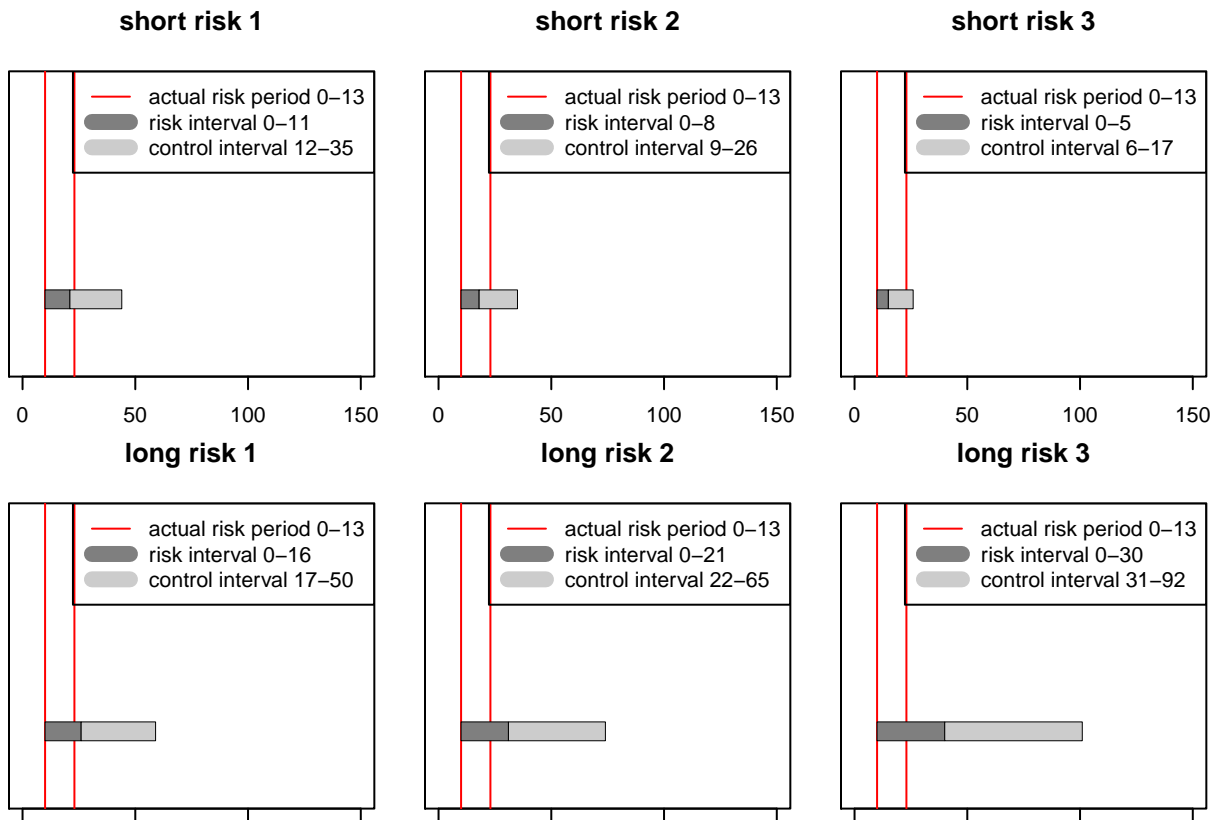 short risk 1
short risk 2
short risk 3
actual risk period 0−13
risk interval 0−11
control interval 12−35
actual risk period 0−13
risk interval 0−8
control interval 9−26
actual risk period 0−13
risk interval 0−5
control interval 6−17
0 50 100 150
0 50 100 150
0 50 100 150
long risk 1
long risk 2
long risk 3
actual risk period 0−13
risk interval 0−16
control interval 17−50
actual risk period 0−13
risk interval 0−21
control interval 22−65
actual risk period 0−13
risk interval 0−30
control interval 31−92